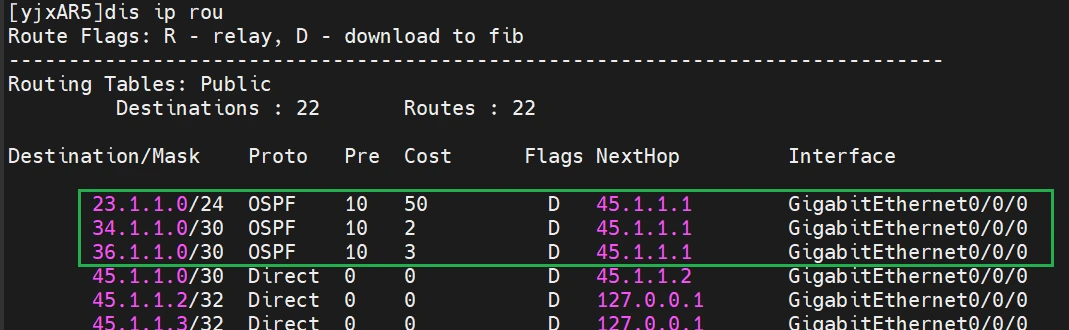 [yjxAR5]dis ip rou
Route Flags: R - relay, D - download to fib
------------------------------------------------------------------------------
Routing Tables: Public
         Destinations : 22       Routes : 22

Destination/Mask    Proto   Pre  Cost      Flags NextHop         Interface

       23.1.1.0/24  OSPF    10   50          D   45.1.1.1        GigabitEthernet0/0/0
       34.1.1.0/30  OSPF    10   2           D   45.1.1.1        GigabitEthernet0/0/0
       36.1.1.0/30  OSPF    10   3           D   45.1.1.1        GigabitEthernet0/0/0
       45.1.1.0/30  Direct  0    0           D   45.1.1.2        GigabitEthernet0/0/0
       45.1.1.2/32  Direct  0    0           D   127.0.0.1       GigabitEthernet0/0/0
       45.1.1.3/32  Direct  0    0           D   127.0.0.1       GigabitEthernet0/0/0